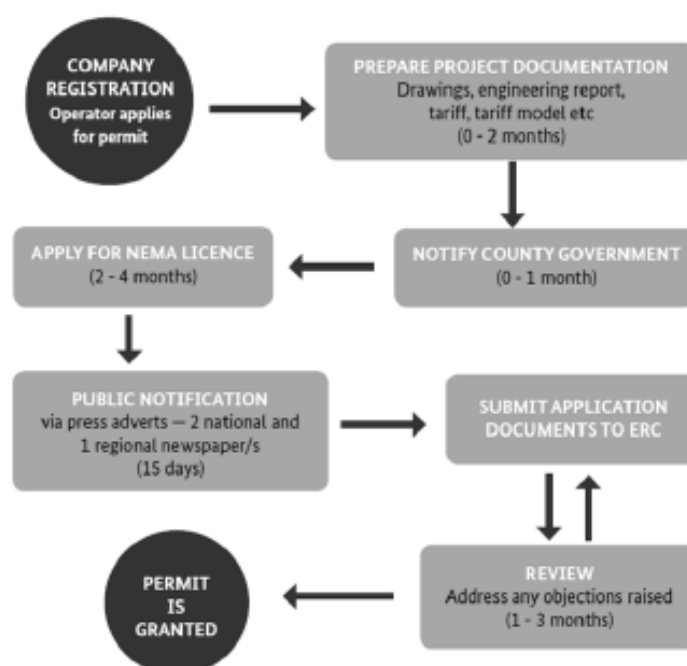 COMPANY
REGISTRATION
Operator applies
for permit
PREPARE PROJECT DOCUMENTATION
Drawings, engineering report,
tariff, tariff model etc
(0 - 2 months)
NOTIFY COUNTY GOVERNMENT
(0 - 1 month)
APPLY FOR NEMA LICENCE
(2 - 4 months)
PUBLIC NOTIFICATION
via press adverts — 2 national and
1 regional newspaper/s
(15 days)
SUBMIT APPLICATION
DOCUMENTS TO ERC
REVIEW
Address any objections raised
(1 - 3 months)
PERMIT
IS
GRANTED